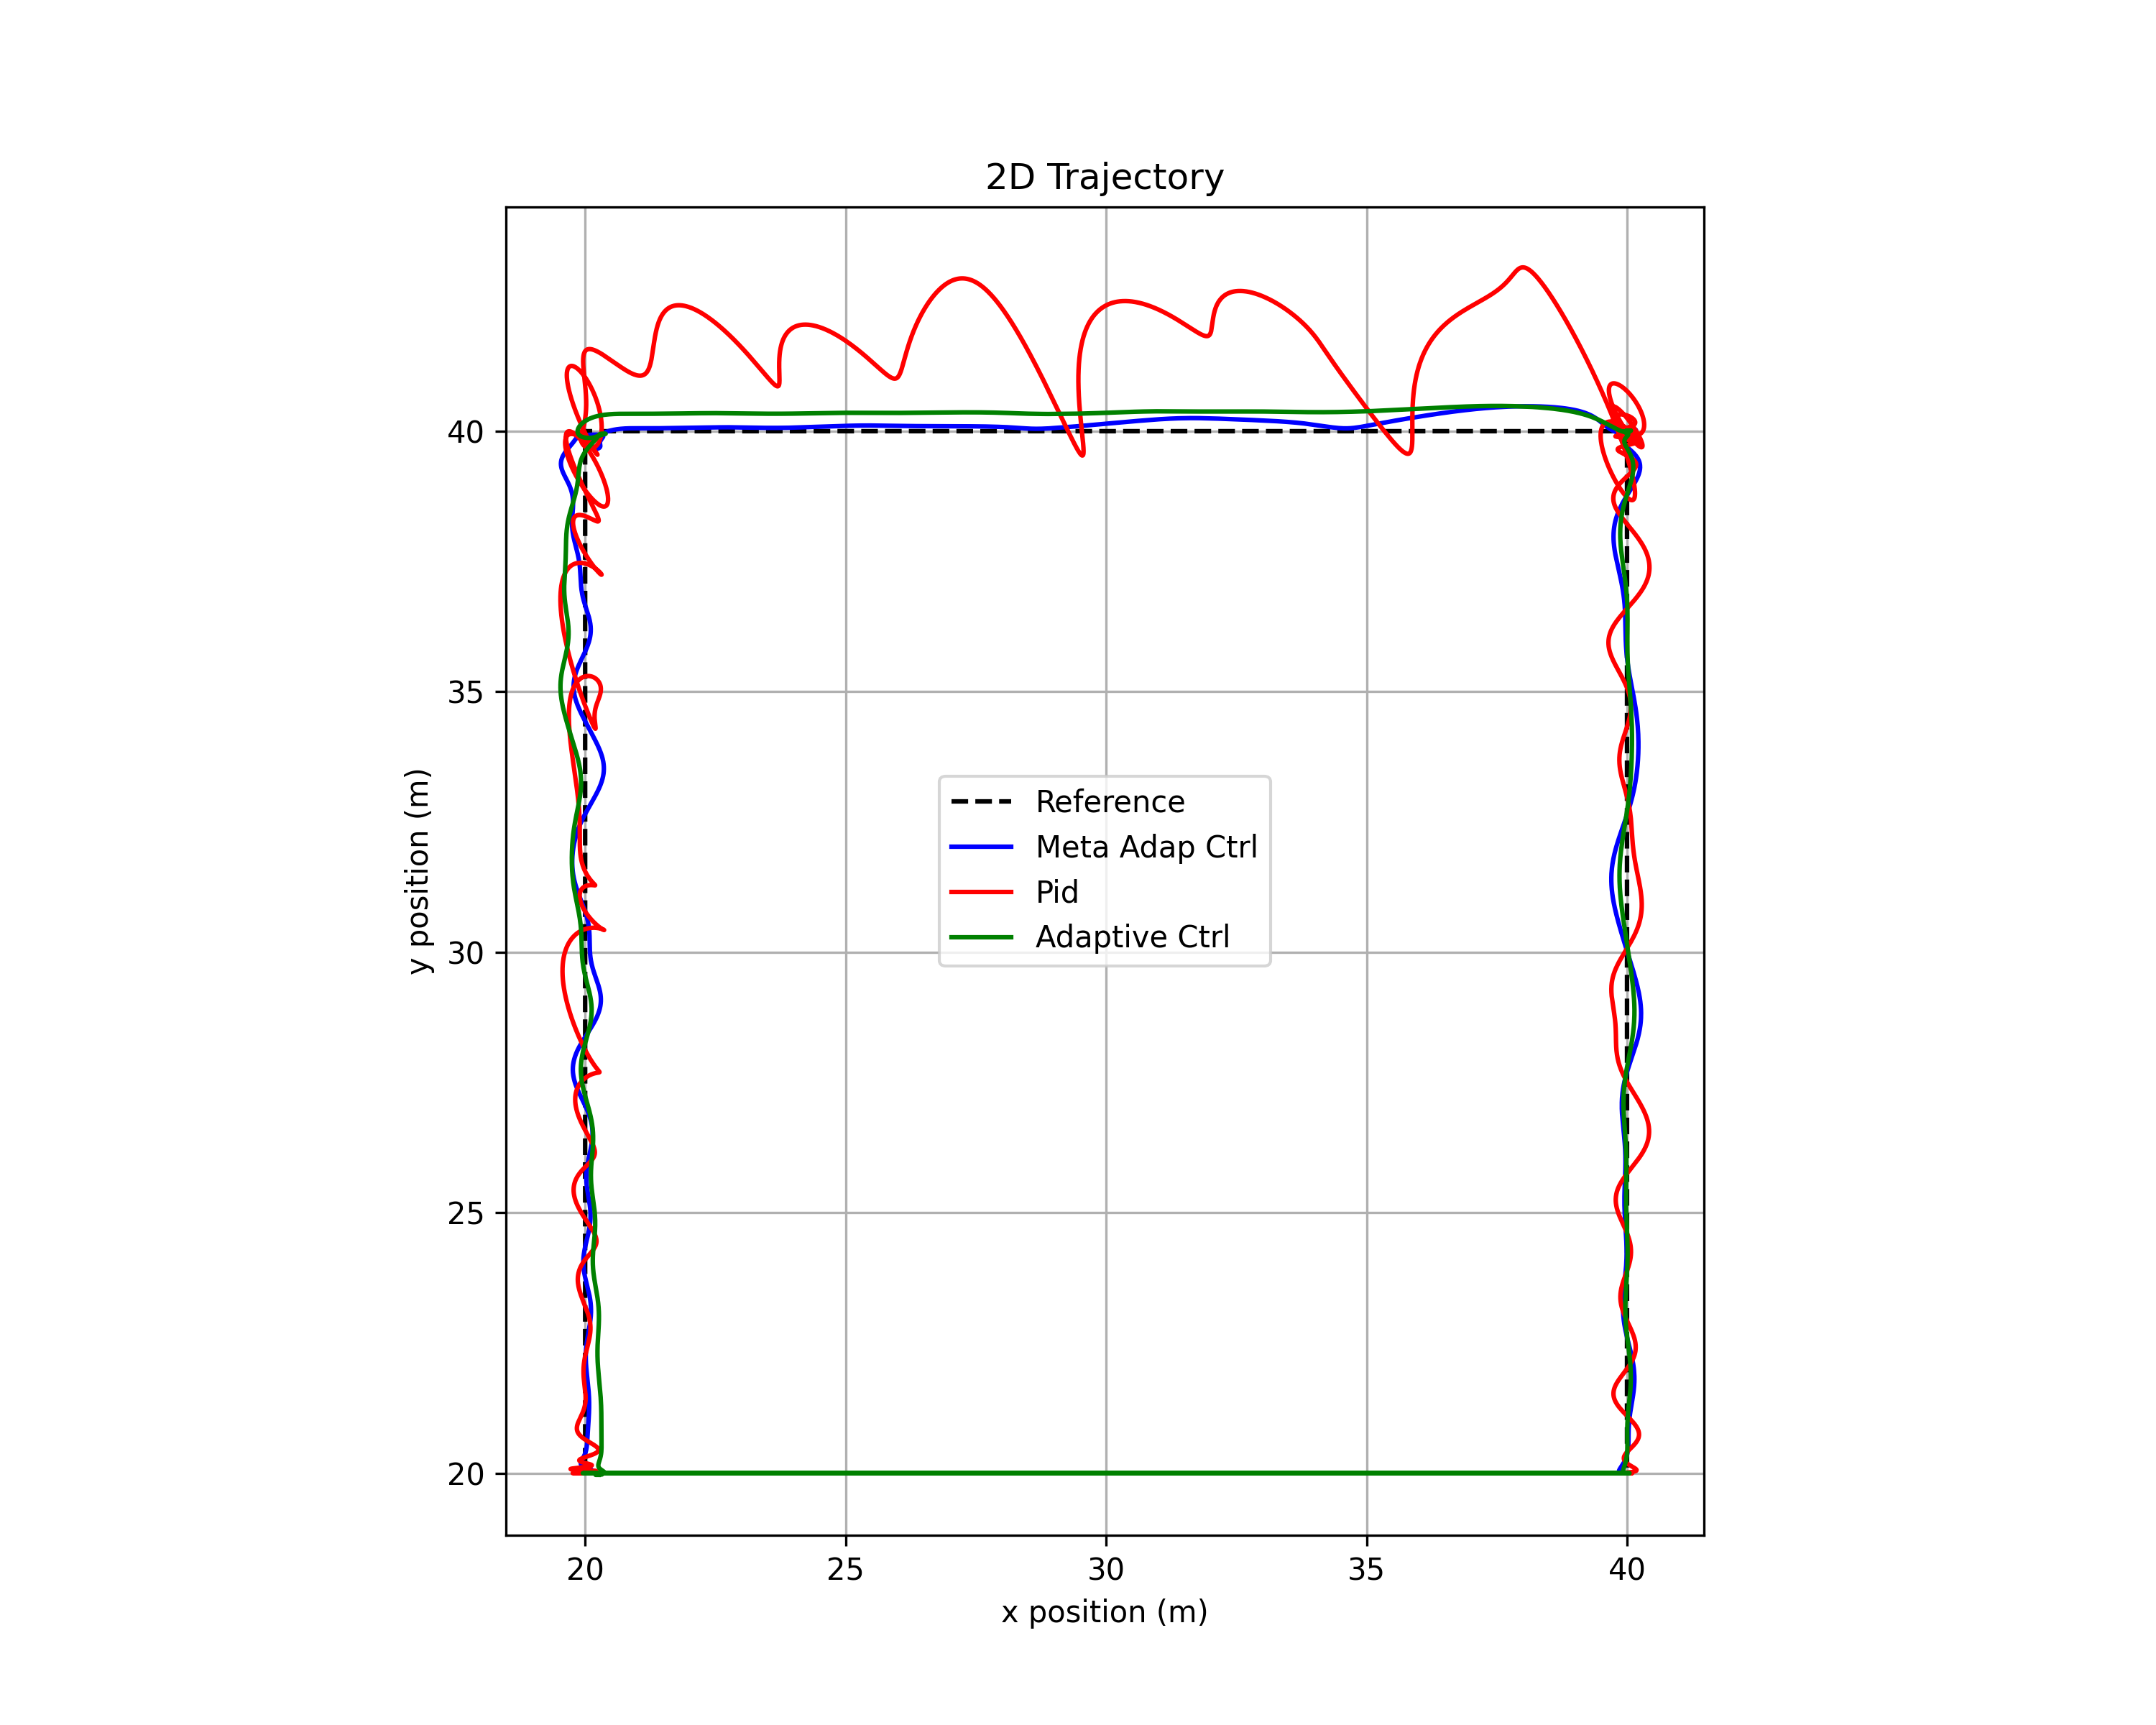 2D Trajectory
y position (m)
40
35
30
25
20
Reference
Meta Adap Ctrl
Pid
Adaptive Ctrl
20 25 30 35 40
x position (m)